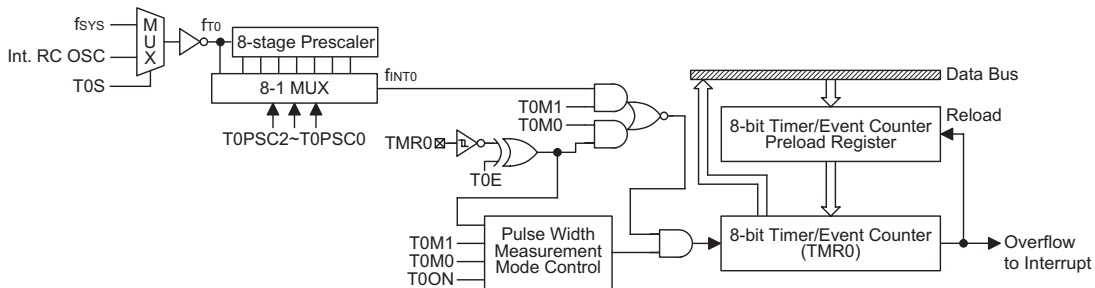 fSYS
Int. RC OSC
T0S
MUX
fT0
8-stage Prescaler
8-1 MUX
T0PSC2~T0PSC0
fINT0
T0M1
T0M0
TMR0
T0E
T0M1
T0M0
T0ON
Pulse Width
Measurement
Mode Control
Data Bus
8-bit Timer/Event Counter
Preload Register
Reload
8-bit Timer/Event Counter
(TMR0)
Overflow
to Interrupt